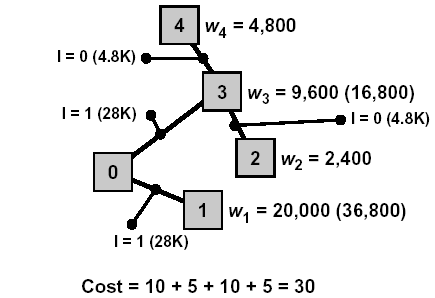 4
w4 = 4,800
I = 0 (4.8K)
3
w3 = 9,600 (16,800)
I = 1 (28K)
I = 0 (4.8K)
2
w2 = 2,400
0
1
w1 = 20,000 (36,800)
I = 1 (28K)
Cost = 10 + 5 + 10 + 5 = 30